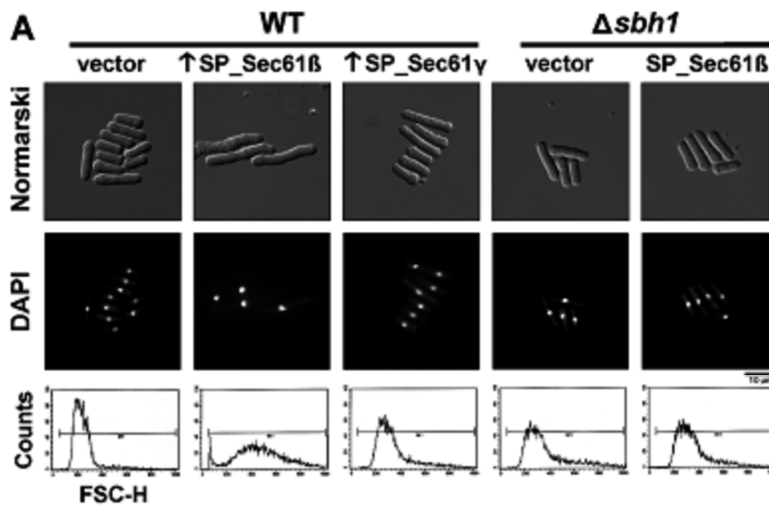 A
WT
Δsbh1
vector
↑SP_Sec61ß
↑SP_Sec61γ
vector
SP_Sec61ß
Normarski
DAPI
Counts
FSC-H